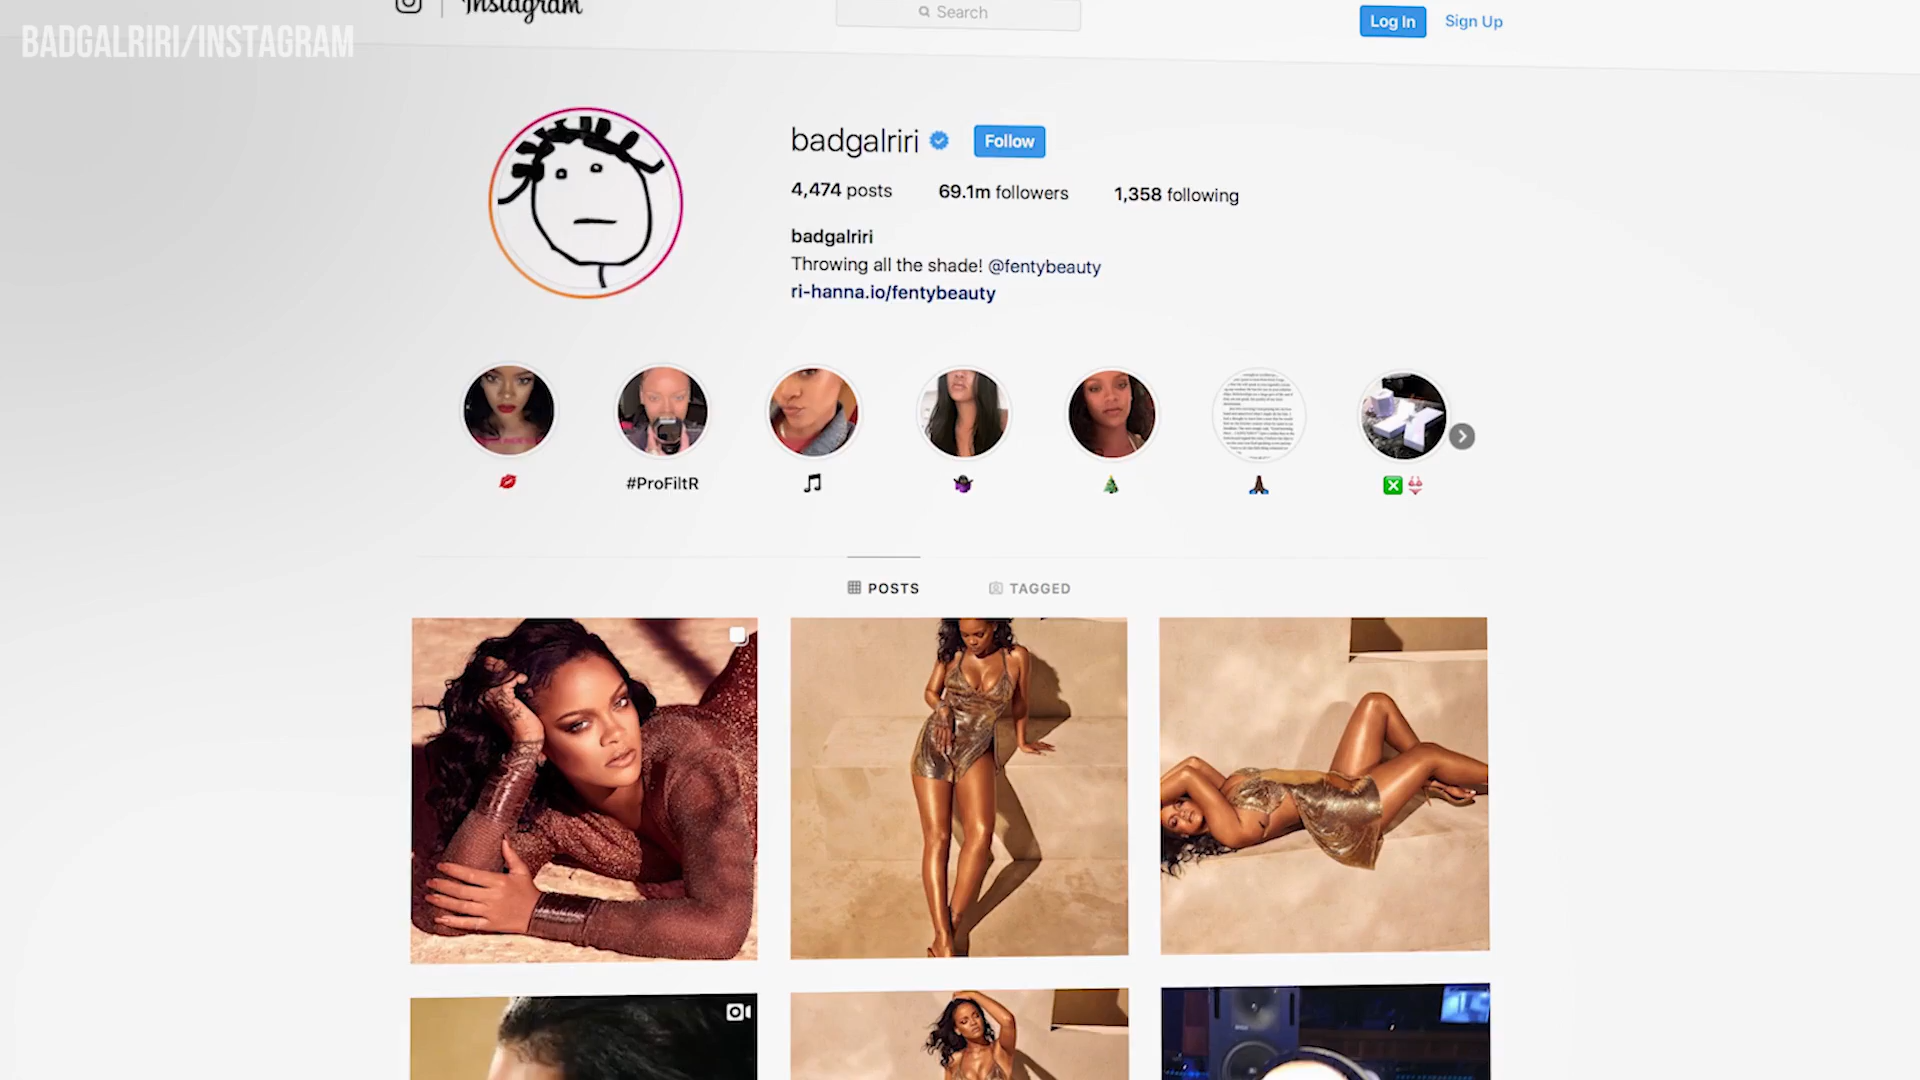 Instagram
Search
Log In
Sign Up
BADGALRIRI/INSTAGRAM
badgalriri
Follow
4,474 posts
69.1m followers
1,358 following
badgalriri
Throwing all the shade! @fentybeauty
ri-hanna.io/fentybeauty
#ProFiltR
POSTS
TAGGED